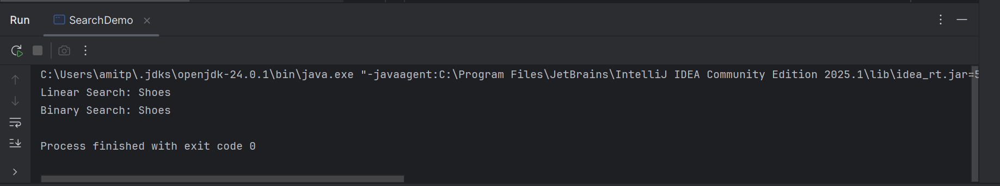 Run SearchDemo
C:\Users\amitp\.jdks\openjdk-24.0.1\bin\java.exe "-javaagent:C:\Program Files\JetBrains\IntelliJ IDEA Community Edition 2025.1\lib\idea_rt.jar=5
Linear Search: Shoes
Binary Search: Shoes
Process finished with exit code 0